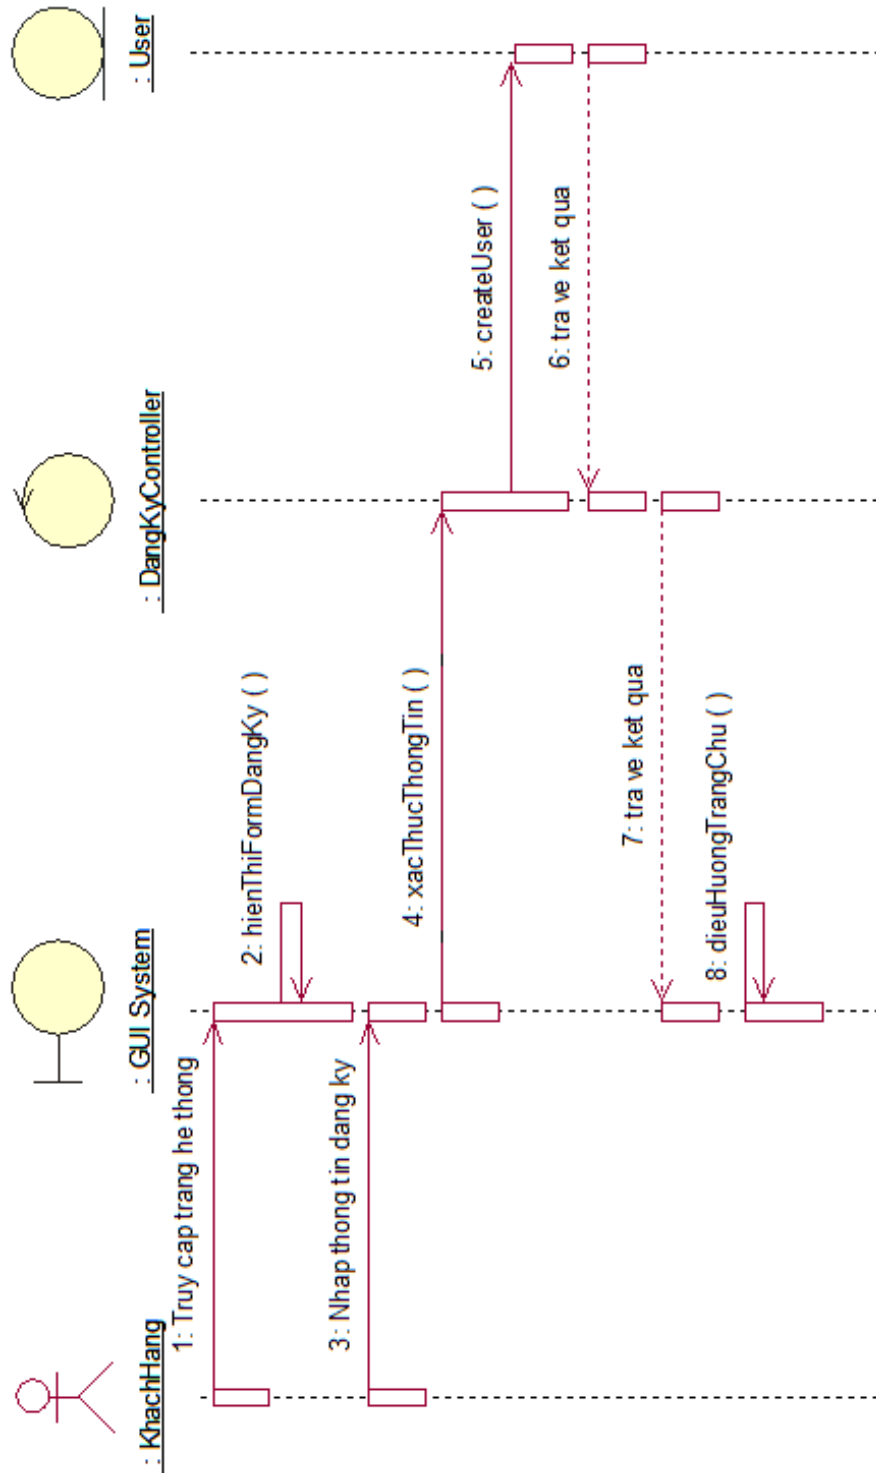 : KhachHang
: GUI System
: DangKyController
: User
1: Truy cap trang he thong
2: hienThiFormDangKy ( )
3: Nhap thong tin dang ky
4: xacThucThongTin ( )
5: createUser ( )
6: tra ve ket qua
7: tra ve ket qua
8: dieuHuongTrangChu ( )